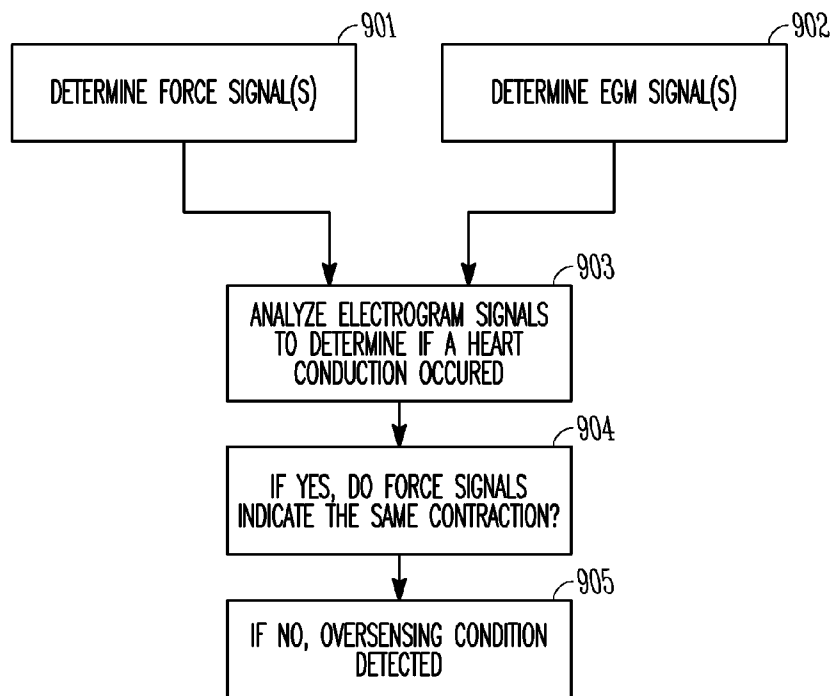 901
DETERMINE FORCE SIGNAL(S)
902
DETERMINE EGM SIGNAL(S)
903
ANALYZE ELECTROGRAM SIGNALS
TO DETERMINE IF A HEART
CONDUCTION OCCURED
904
IF YES, DO FORCE SIGNALS
INDICATE THE SAME CONTRACTION?
905
IF NO, OVERSENSING CONDITION
DETECTED